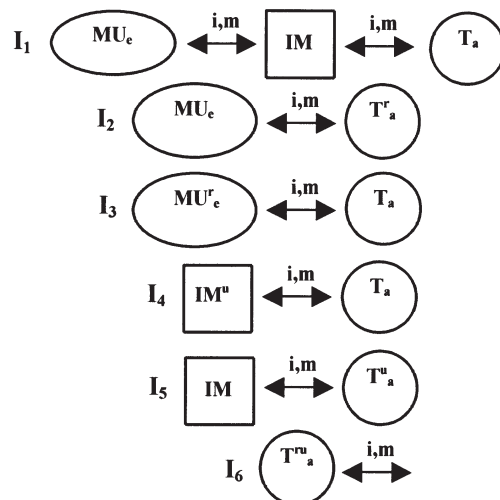 I₁ MUₑ i,m IM i,m Tₐ
I₂ MUₑ i,m Tʳₐ
I₃ MUʳₑ i,m Tₐ
I₄ IMᵘ i,m Tₐ
I₅ IM i,m Tᵘₐ
I₆ Tʳᵘₐ i,m